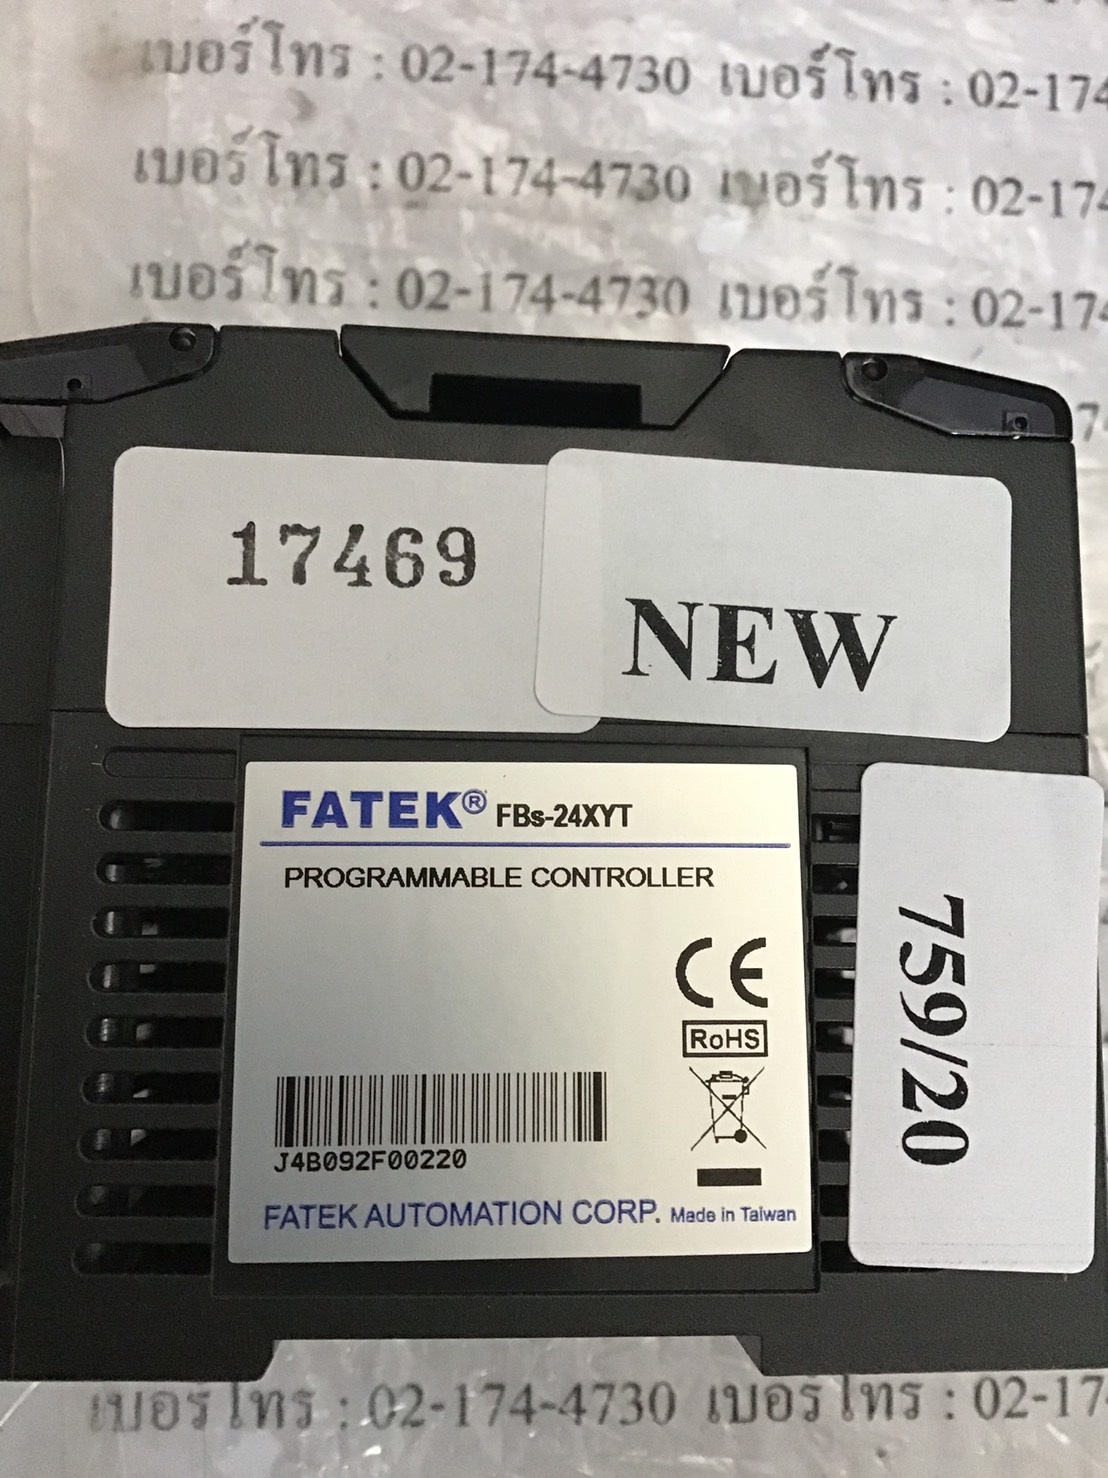 เบอร์โทร : 02-174-4730 เบอร์โทร : 02-174
เบอร์โทร : 02-174-4730 เบอร์โทร : 02-174
เบอร์โทร : 02-174-4730 เบอร์โทร : 02-174
17469
NEW
FATEK® FBs-24XYT
PROGRAMMABLE CONTROLLER
CE
RoHS
J4B092F00220
FATEK AUTOMATION CORP. Made in Taiwan
759/20
เบอร์โทร : 02-174-4730 เบอร์โทร : 02-17